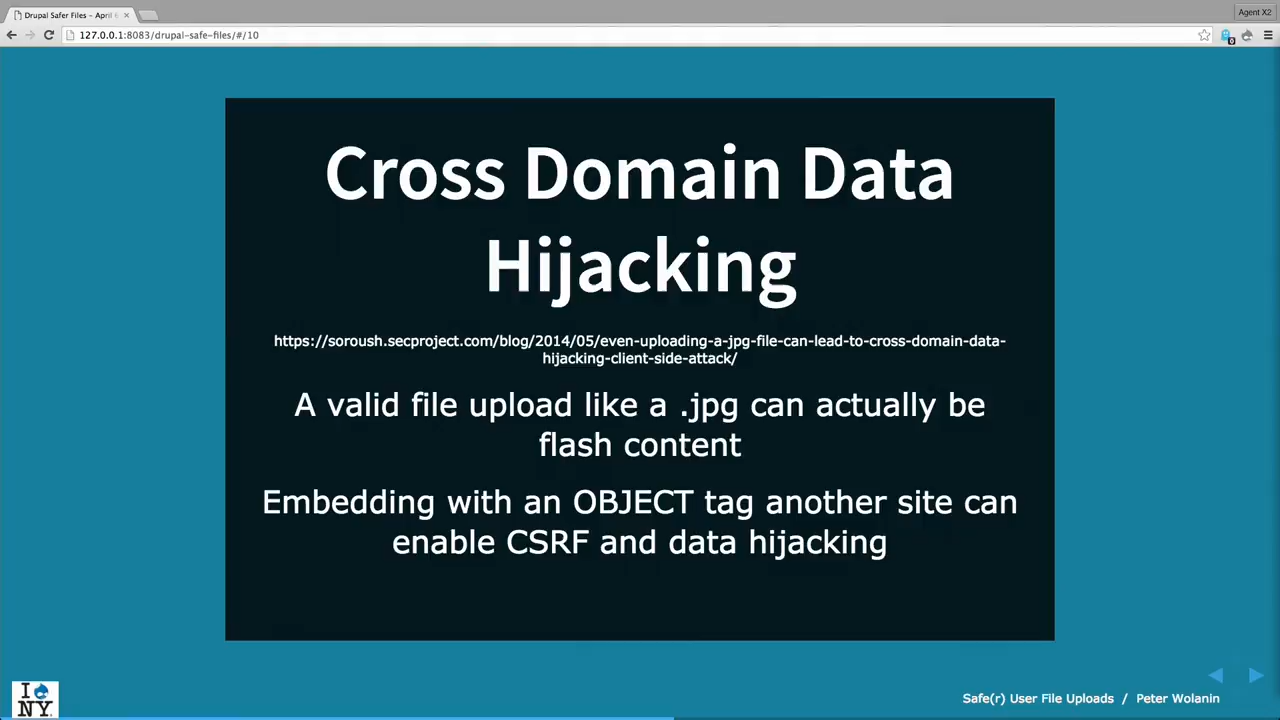 Drupal Safer Files – April
Agent X2
127.0.0.1:8083/drupal-safe-files/#/10
0
Cross Domain Data
Hijacking
https://soroush.secproject.com/blog/2014/05/even-uploading-a-jpg-file-can-lead-to-cross-domain-data-
hijacking-client-side-attack/
A valid file upload like a .jpg can actually be
flash content
Embedding with an OBJECT tag another site can
enable CSRF and data hijacking
I
NY
Safe(r) User File Uploads / Peter Wolanin